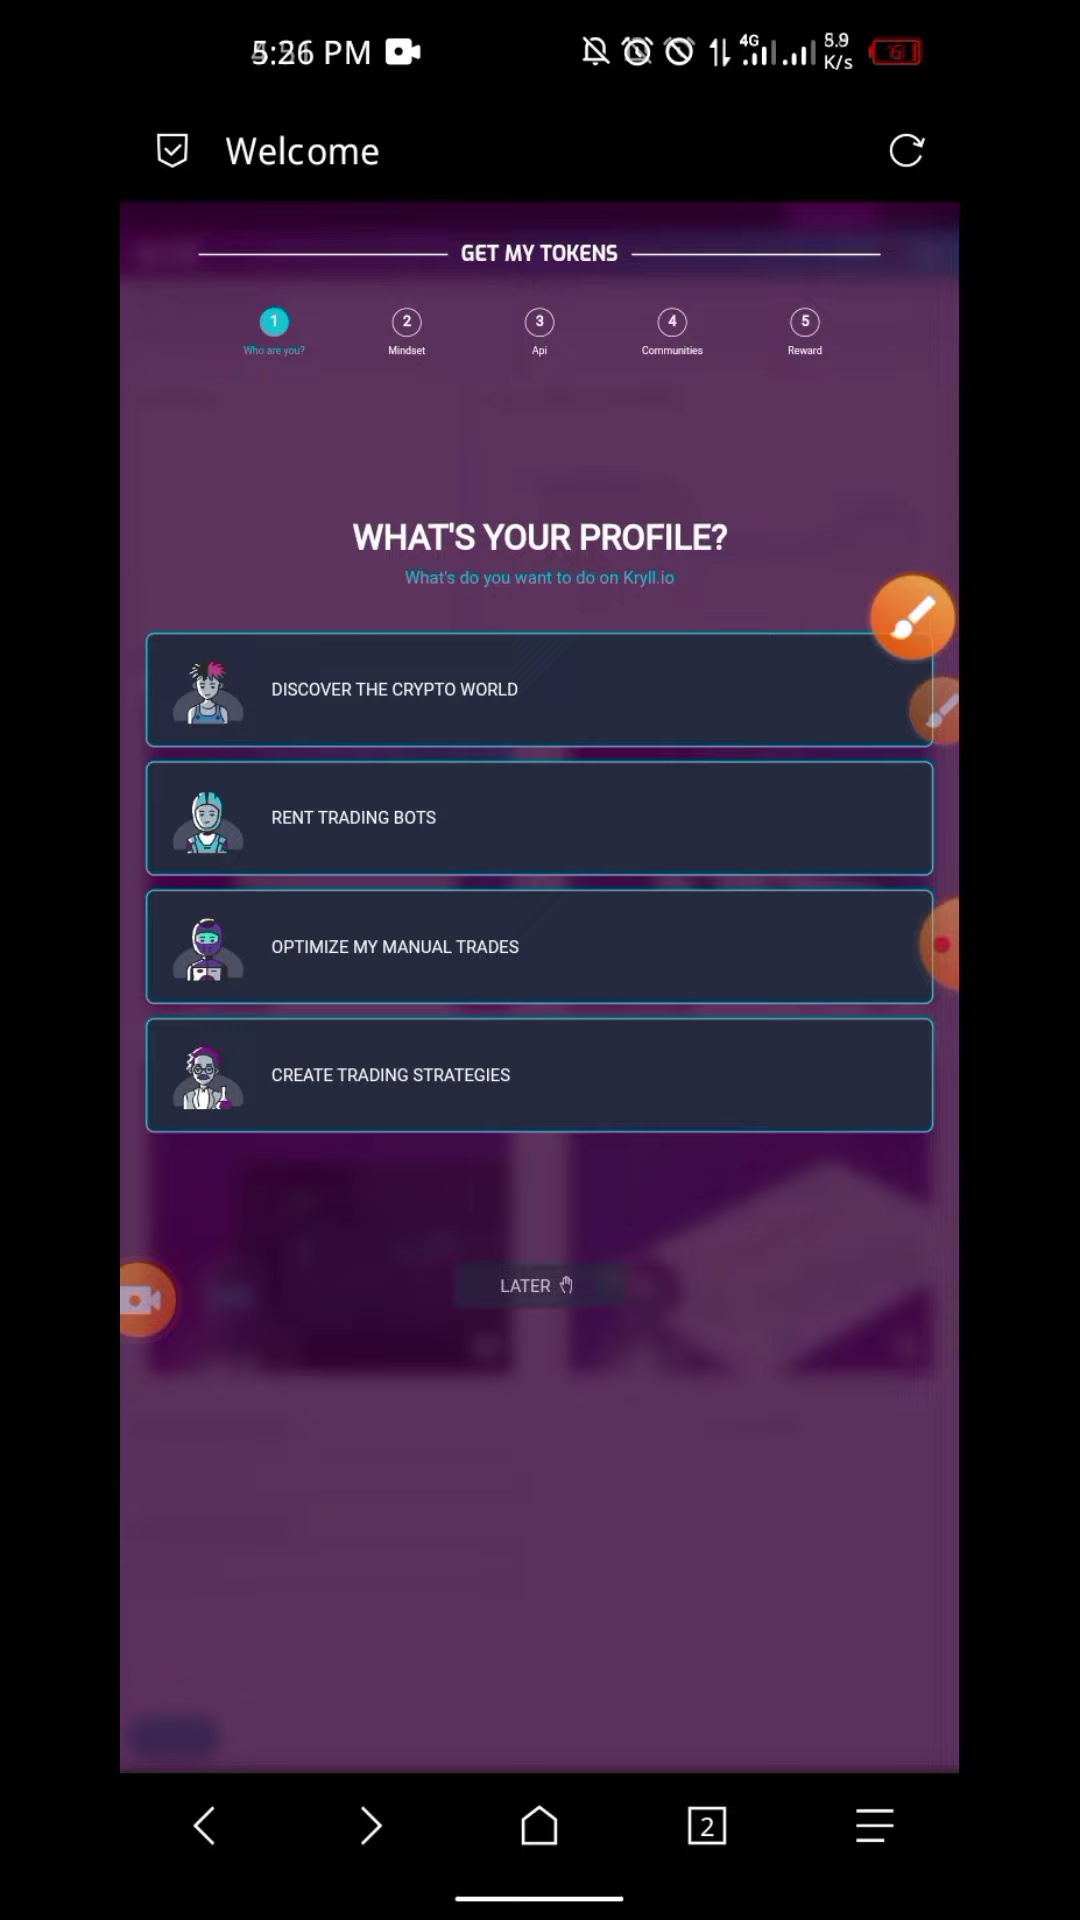 PM
4G
5.9
K/s
Welcome
GET MY TOKENS
1
2
3
4
5
Who are you?
Mindset
Api
Communities
Reward
WHAT'S YOUR PROFILE?
What's do you want to do on Kryll.io
DISCOVER THE CRYPTO WORLD
RENT TRADING BOTS
OPTIMIZE MY MANUAL TRADES
CREATE TRADING STRATEGIES
LATER
2